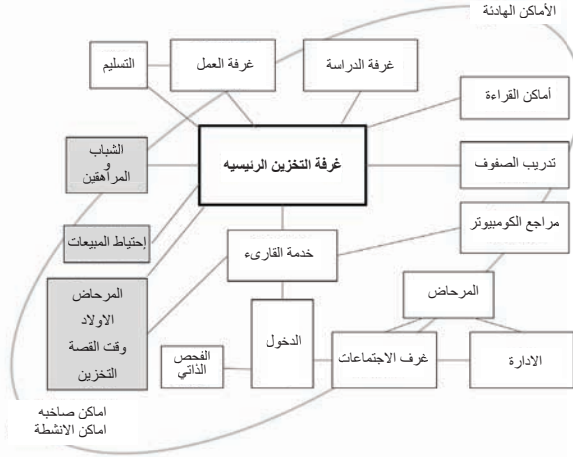 الأماكن الهادئة
التسليم
غرفة العمل
غرفة الدراسة
أماكن القراءة
الشباب
و
المراهقين
غرفة التخزين الرئيسيه
تدريب الصفوف
إحتياط المبيعات
خدمة القارىء
مراجع الكومبيوتر
المرحاض
الاولاد
وقت القصة
التخزين
المرحاض
الدخول
الفحص
الذاتي
غرف الاجتماعات
الادارة
اماكن صاخبه
اماكن الانشطة